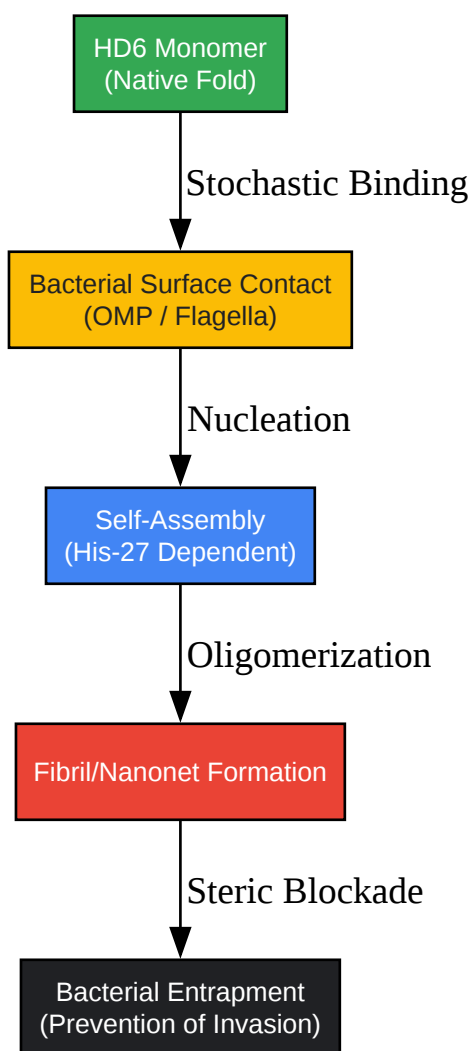 HD6 Monomer
(Native Fold)
Stochastic Binding
Bacterial Surface Contact
(OMP / Flagella)
Nucleation
Self-Assembly
(His-27 Dependent)
Oligomerization
Fibril/Nanonet Formation
Steric Blockade
Bacterial Entrapment
(Prevention of Invasion)